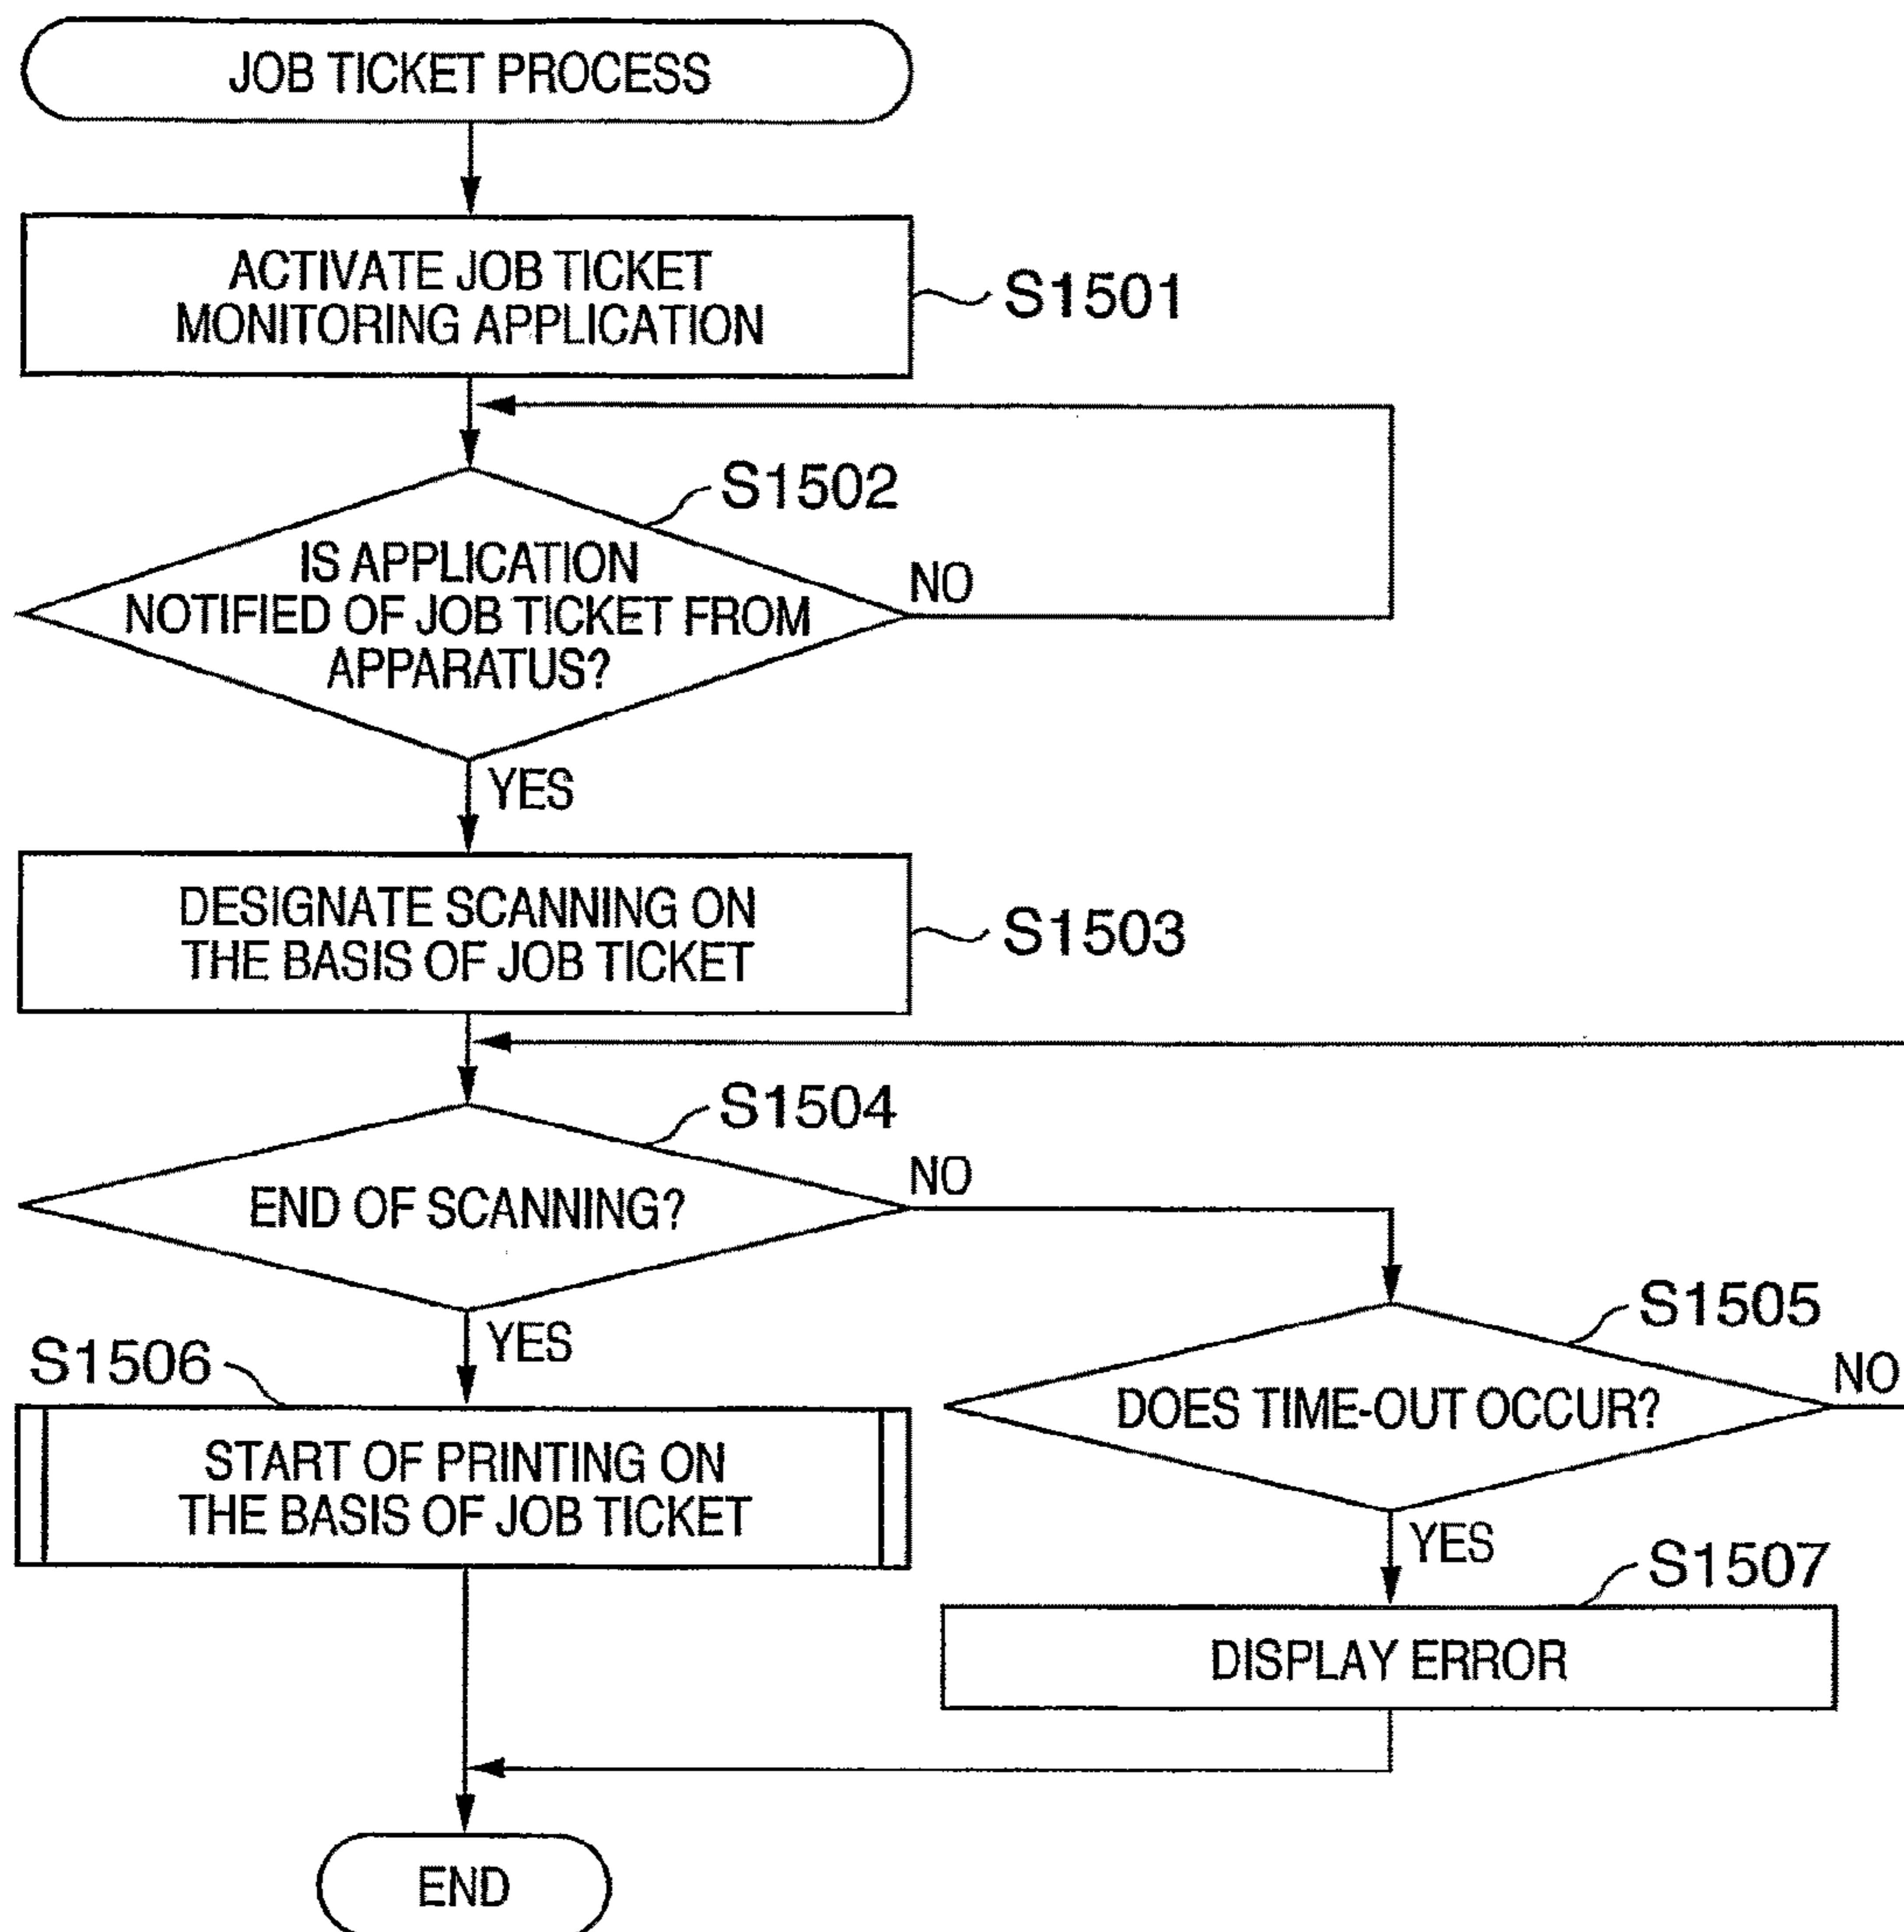 JOB TICKET PROCESS
ACTIVATE JOB TICKET
MONITORING APPLICATION
S1501
S1502
IS APPLICATION
NOTIFIED OF JOB TICKET FROM
APPARATUS?
NO
YES
DESIGNATE SCANNING ON
THE BASIS OF JOB TICKET
S1503
S1504
END OF SCANNING?
NO
YES
S1505
DOES TIME-OUT OCCUR?
NO
YES
S1506
START OF PRINTING ON
THE BASIS OF JOB TICKET
S1507
DISPLAY ERROR
END